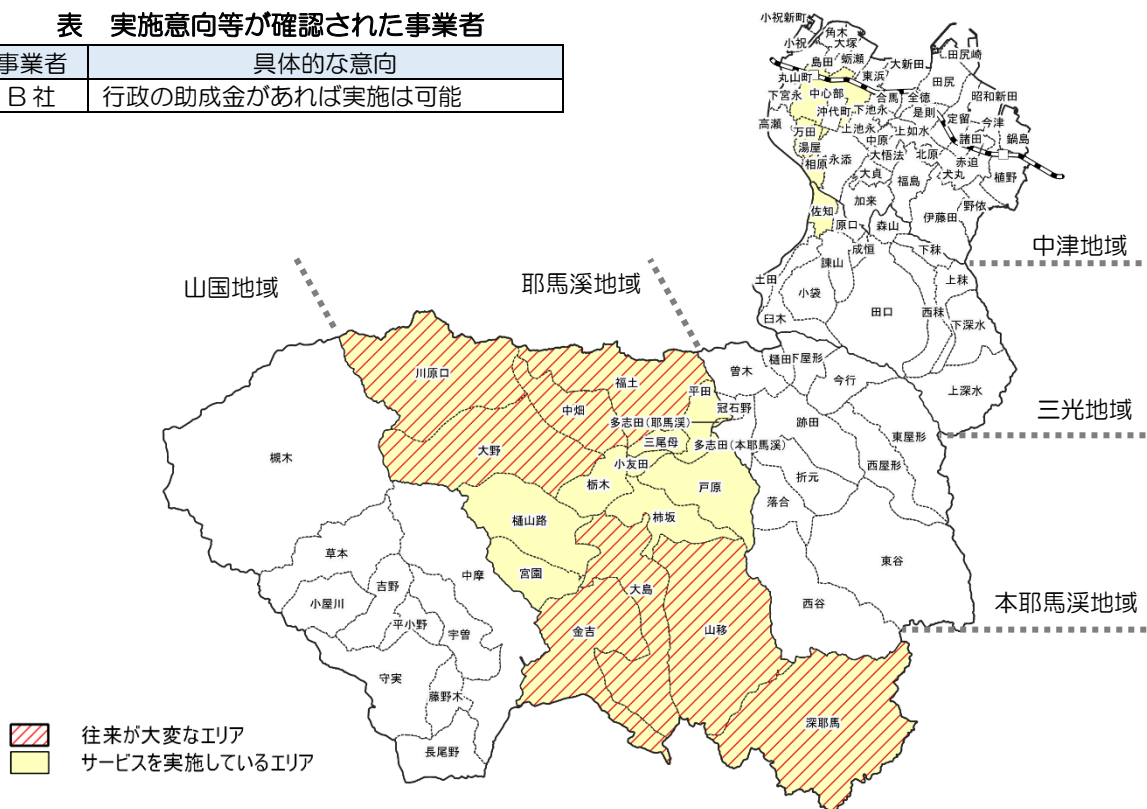 表 実施意向等が確認された事業者
事業者 具体的な意向
B社 行政の助成金があれば実施は可能
小祝新町
角木
小祝
大塚
蛎瀬
島田
大新田
田尻崎
丸山町
東浜
田尻
下宮永
中心部
合馬
全徳
昭和新田
沖代町
下池永
是則
高瀬
定留
今津
万田
上池永
上如水
諸田
鍋島
中原
湯屋
永添
大悟法
北原
赤迫
相原
大貞
福島
犬丸
植野
佐知
加来
伊藤田
野依
原口
森山
成恒
下秣
中津地域
諫山
土田
上秣
小袋
田口
西秣
臼木
下深水
上深水
三光地域
山国地域
耶馬溪地域
曽木
樋田
下屋形
今行
川原口
福土
平田
冠石野
中畑
多志田(耶馬溪)
跡田
東屋形
三尾母
多志田(本耶馬溪)
大野
小友田
西屋形
槻木
栃木
戸原
折元
落合
樋山路
柿坂
東谷
草本
中摩
宮園
吉野
大島
小屋川
西谷
本耶馬溪地域
平小野
宇曽
金吉
山移
守実
藤野木
深耶馬
長尾野
往来が大変なエリア
サービスを実施しているエリア